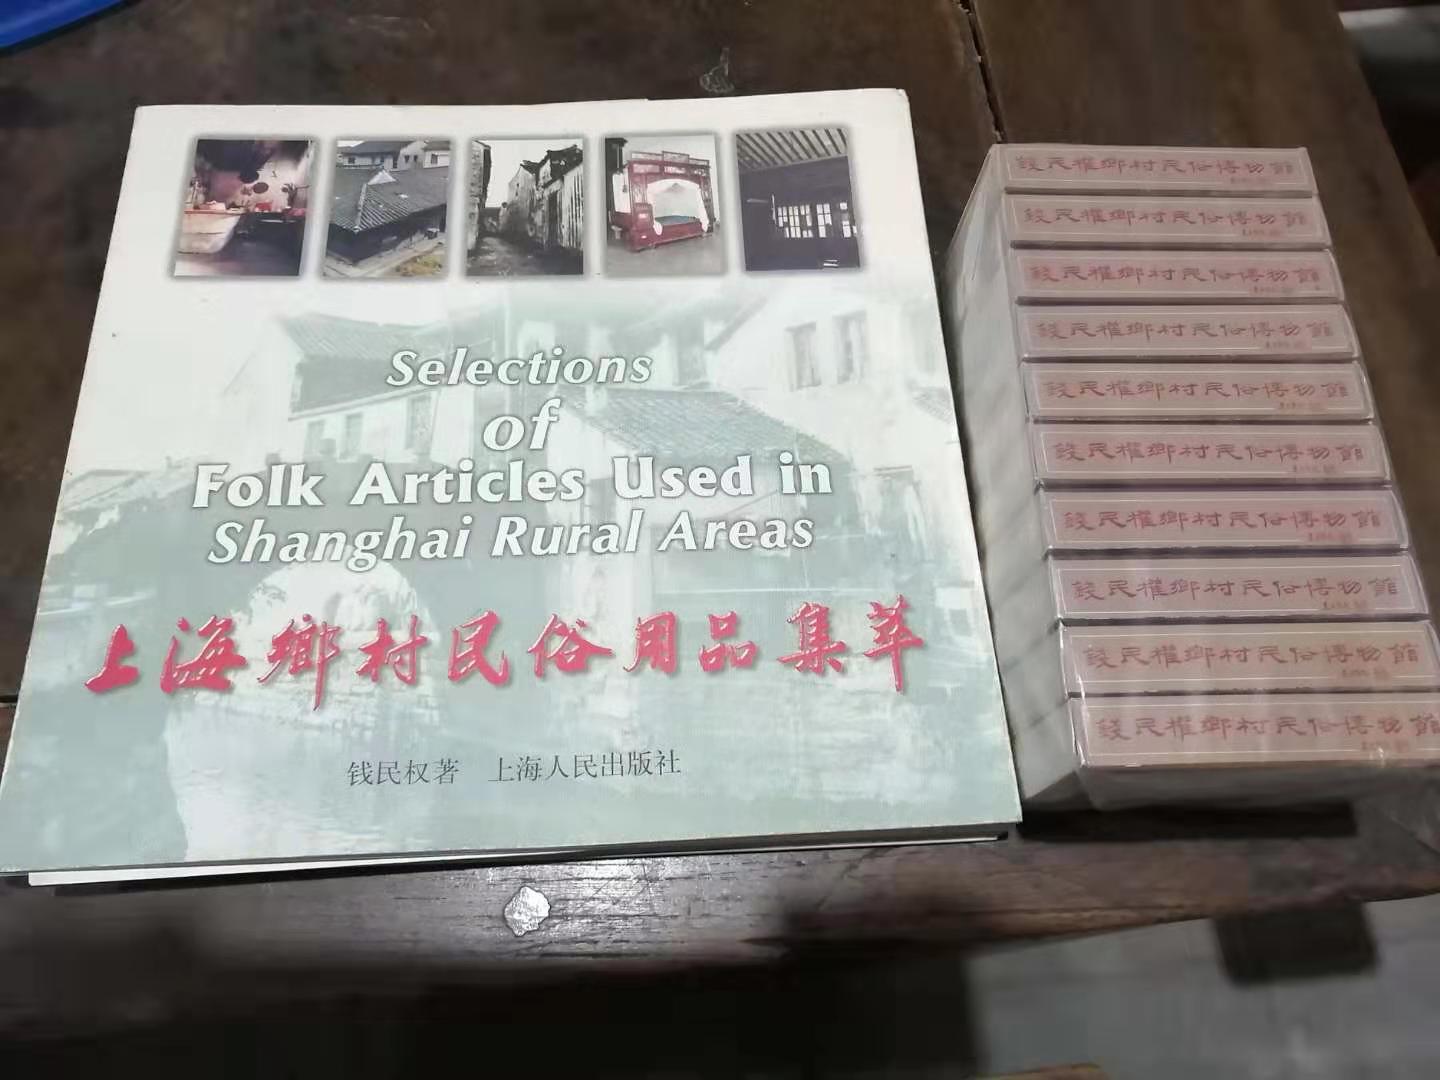 Selections
of
Folk Articles Used in
Shanghai Rural Areas
上海鄉村民俗用品集萃
钱民权著 上海人民出版社
錢民權鄉村民俗博物館
錢民權鄉村民俗博物館
錢民權鄉村民俗博物館
錢民權鄉村民俗博物館
錢民權鄉村民俗博物館
錢民權鄉村民俗博物館
錢民權鄉村民俗博物館
錢民權鄉村民俗博物館
錢民權鄉村民俗博物館
錢民權鄉村民俗博物館